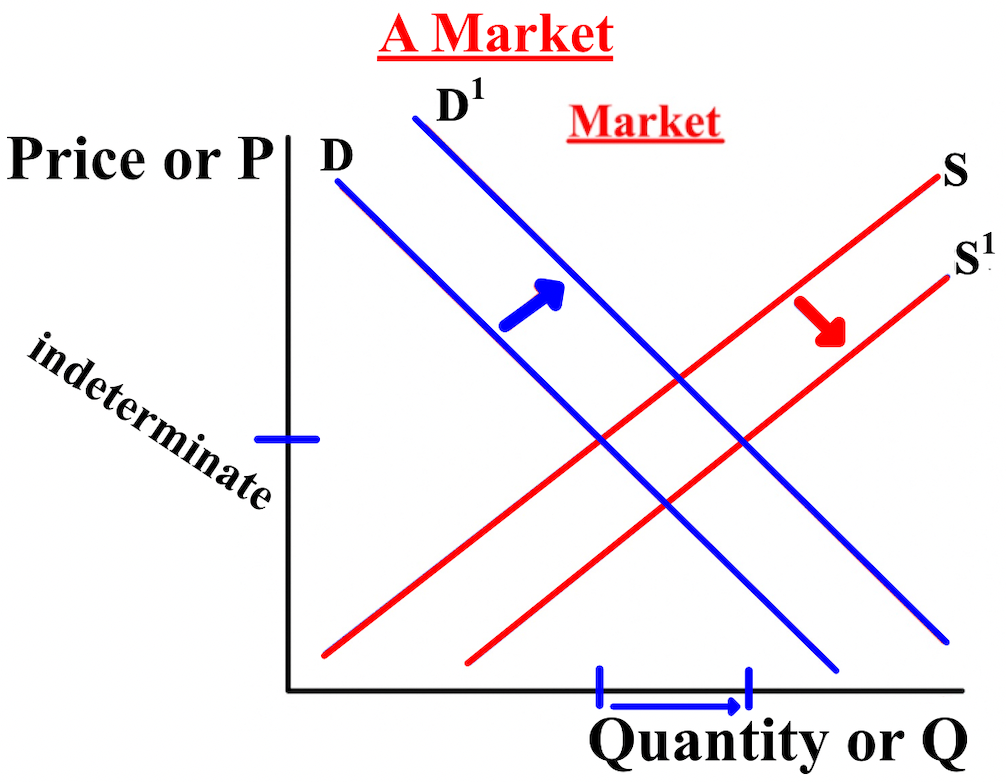 A Market
D¹
Market
Price or P
D
S
S¹
indeterminate
Quantity or Q